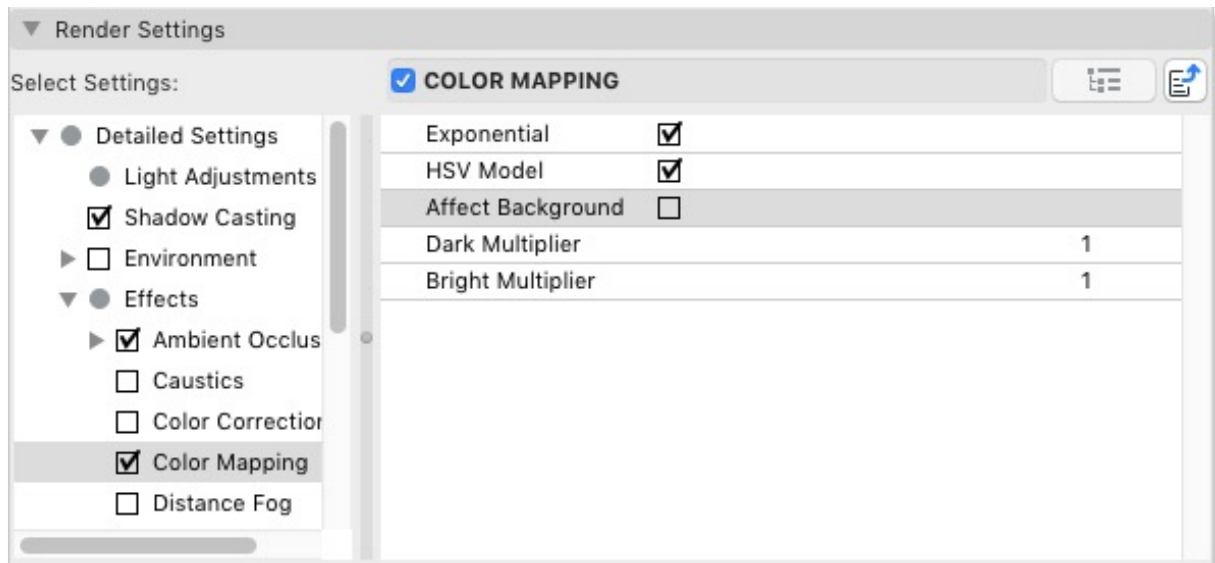 Render Settings
Select Settings:
COLOR MAPPING
Detailed Settings
Light Adjustments
Shadow Casting
Environment
Effects
Ambient Occlus
Caustics
Color Correction
Color Mapping
Distance Fog
Exponential
HSV Model
Affect Background
Dark Multiplier 1
Bright Multiplier 1